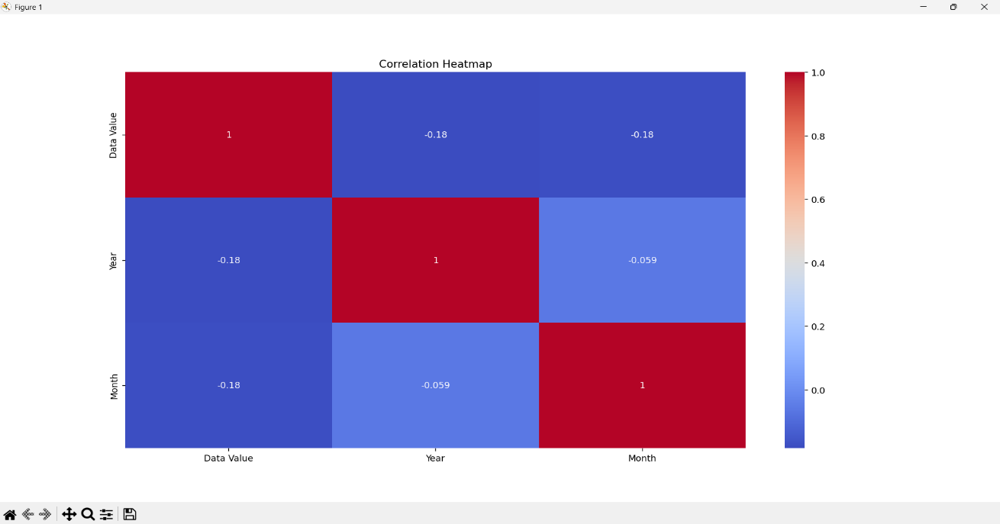 Figure 1
Correlation Heatmap
Data Value
1
-0.18
-0.18
Year
-0.18
1
-0.059
Month
-0.18
-0.059
1
Data Value
Year
Month
1.0
0.8
0.6
0.4
0.2
0.0